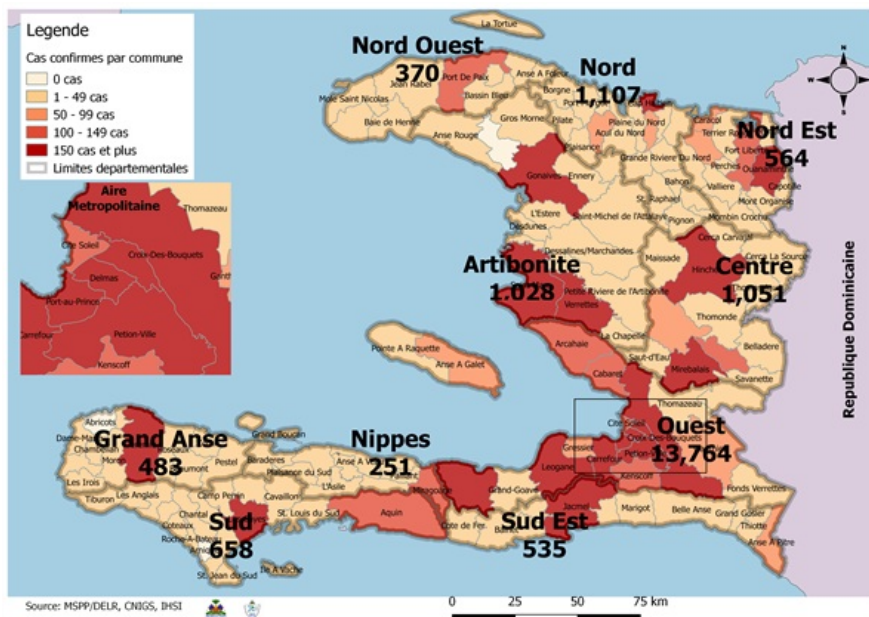 Legende
Cas confirmes par commune
0 cas
1 - 49 cas
50 - 99 cas
100 - 149 cas
150 cas et plus
Limites departementales
Aire
Metropolitaine
Thomazeau
Cite Soleil
Croix-Des-Bouquets
Delmas
Port-au-Prince
Carrefour
Petion-Ville
Kenscoff
La Tortue
Nord Ouest
370
Port De Paix
Jean Rabel
Anse A Foleur
Mole Saint Nicolas
Bassin Bleu
Baie de Henne
Anse Rouge
Gros Morne
Nord
1,107
Borgne
Pilate
Plaine du Nord
Acul du Nord
Plaisance
Grande Riviere Du Nord
Bahon
St. Raphael
Pignon
Nord Est
564
Caracol
Perches
Ouanaminthe
Valliere
Capotille
Mont Organise
Mombin Crochu
Gonaives
Ennery
L'Estere
Saint-Michel de l'Attalaye
Desdunes
Dessalines/Marchandes
Artibonite
1.028
Petite Riviere de l'Artibonite
Verrettes
La Chapelle
Cerca Carvajal
Maissade
Cerca La Source
Centre
1,051
Thomonde
Belladere
Saut-d'Eau
Mirebalais
Savanette
Republique Dominicaine
Pointe A Raquette
Anse A Galet
Arcahaie
Cabaret
Thomazeau
Ouest
13,764
Cite Soleil
Croix-Des-Bouquets
Gressier
Carrefour
Leogane
Kenscoff
Fonds Verrettes
Grand-Goave
Abricots
Grand Anse
483
Chambellan
Pestel
Les Irois
Grand Boucan
Baraderes
Nippes
251
Plaisance du Sud
L'Asile
Miragoane
Tiburon
Les Anglais
Camp Perrin
Cavaillon
Chantal
St. Louis du Sud
Aquin
Coteaux
Sud
658
Roche-A-Bateau
St. Jean du Sud
Ile A Vache
Cote de Fer
Sud Est
535
Jacmel
Marigot
Belle Anse
Grand Gosier
Thiotte
Anse A Pitre
Source: MSPP/DELR, CNIGS, IHSI
0 25 50 75 km
N
S